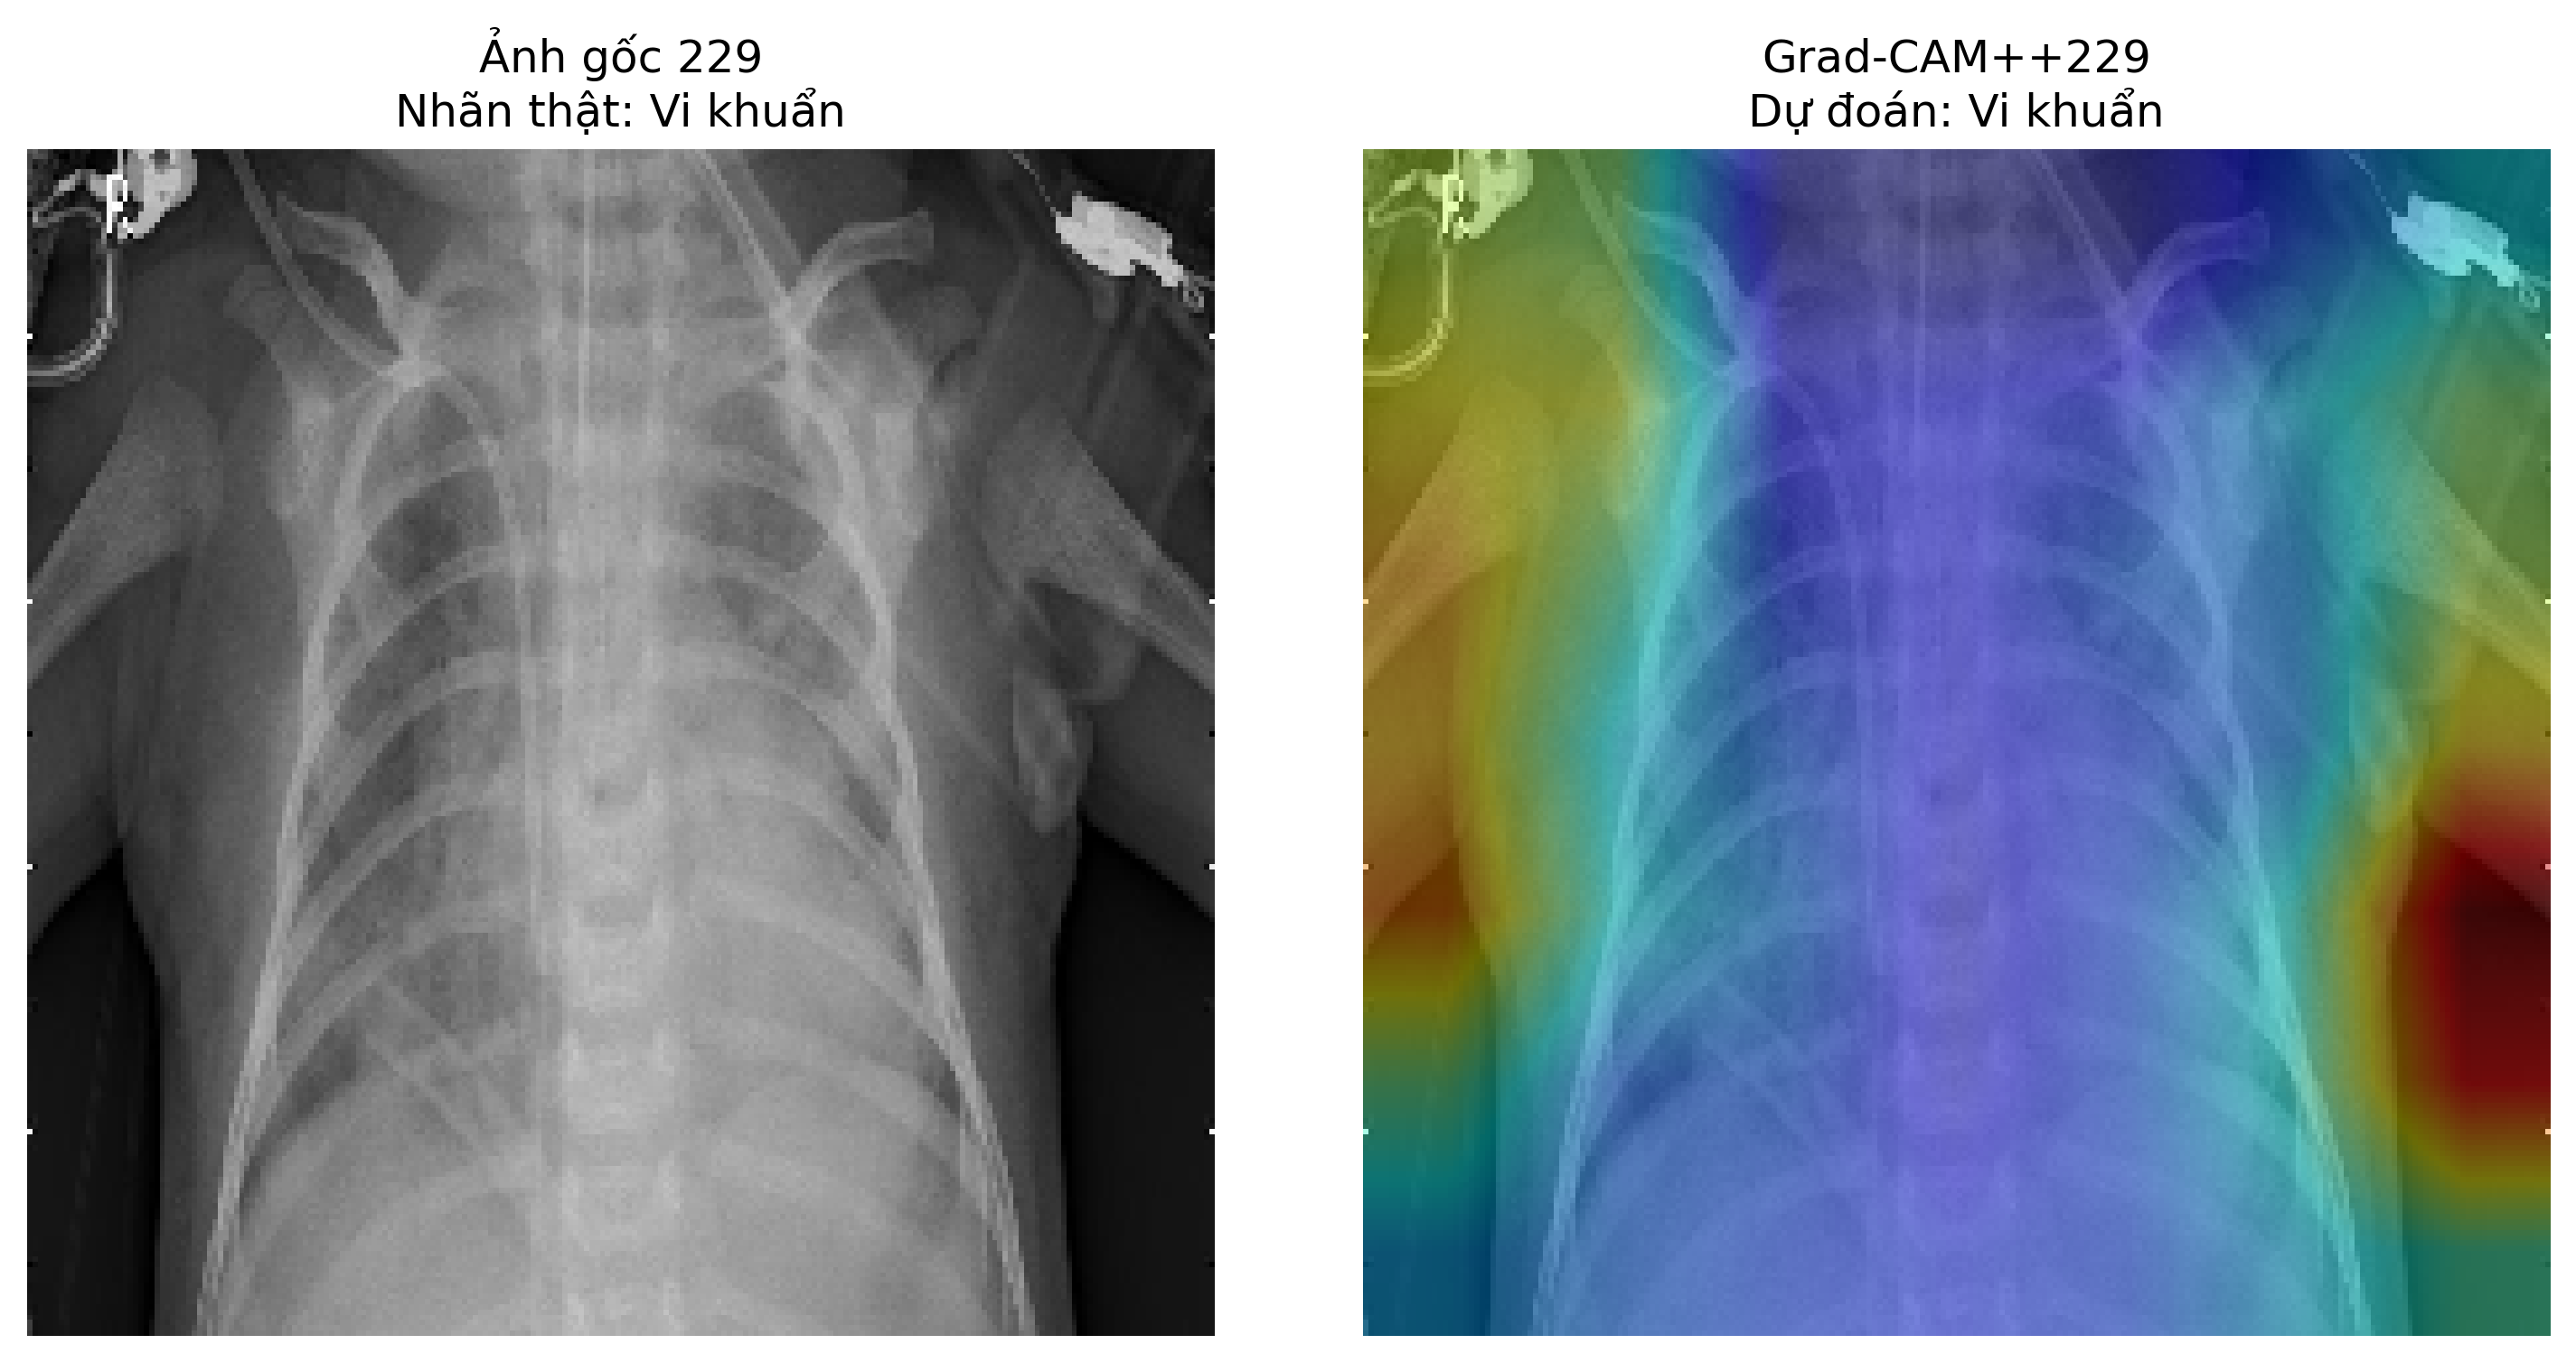 Ảnh gốc 229
Nhãn thật: Vi khuẩn
Grad-CAM++229
Dự đoán: Vi khuẩn